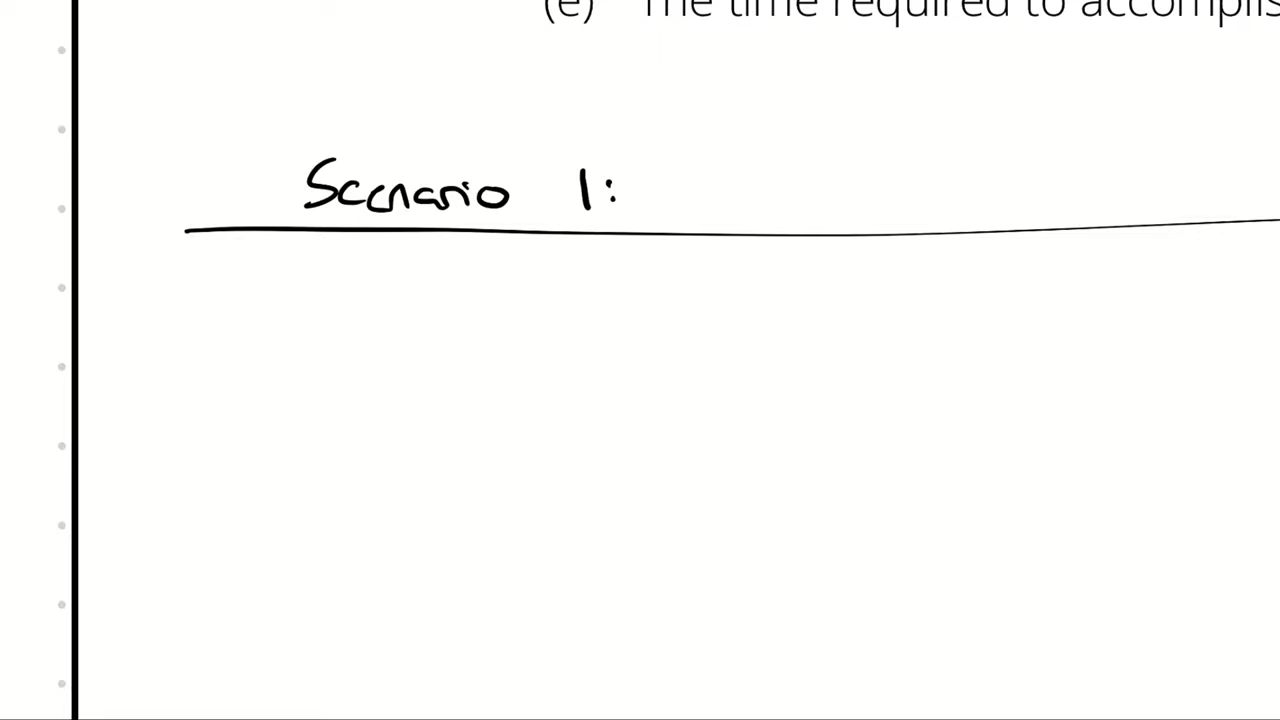 (e) The time required to accomplis
Scenario 1: